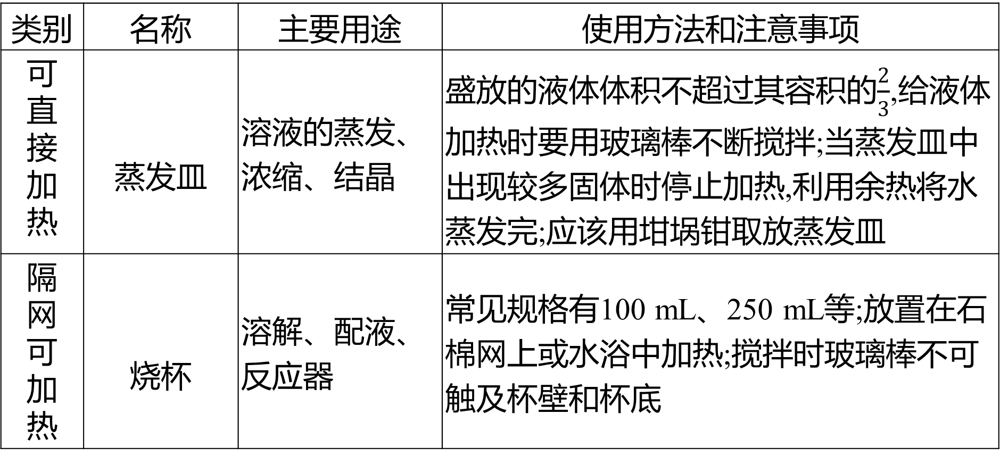 类别 名称 主要用途 使用方法和注意事项
可
直
接
加
热
蒸发皿
溶液的蒸发、
浓缩、结晶
盛放的液体体积不超过其容积的2/3,给液体
加热时要用玻璃棒不断搅拌;当蒸发皿中
出现较多固体时停止加热,利用余热将水
蒸发完;应该用坩埚钳取放蒸发皿
隔
网
可
加
热
烧杯
溶解、配液、
反应器
常见规格有100 mL、250 mL等;放置在石
棉网上或水浴中加热;搅拌时玻璃棒不可
触及杯壁和杯底